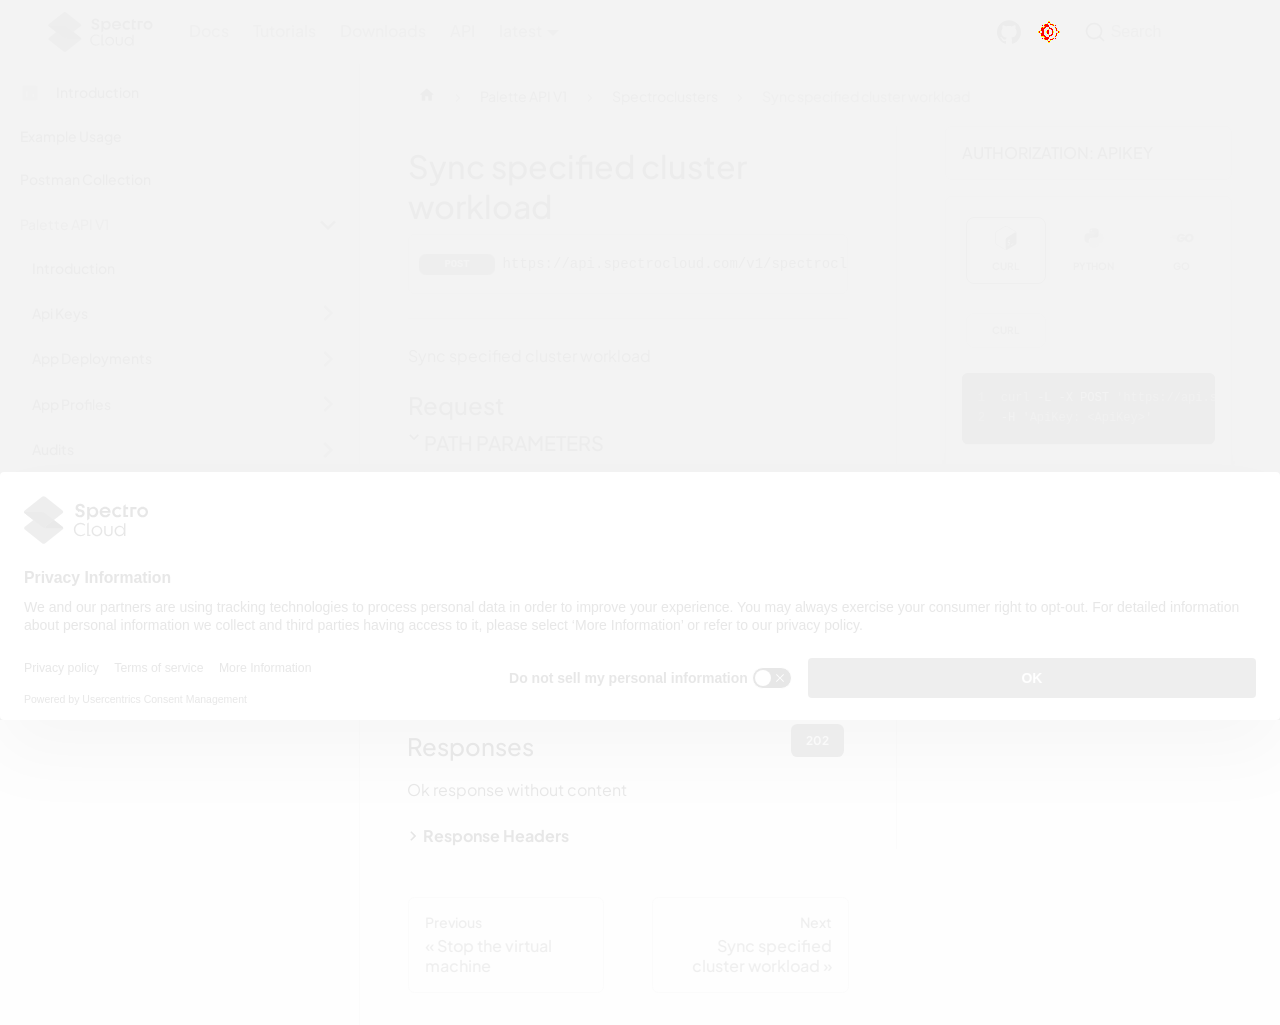 Spectro
Cloud
Docs
Tutorials
Downloads
API
latest
Search
Introduction
Palette API V1
Spectroclusters
Sync specified cluster workload
Example Usage
Postman Collection
Palette API V1
Introduction
Api Keys
App Deployments
App Profiles
Audits
Sync specified cluster
workload
POST
https://api.spectrocloud.com/v1/spectrocl
Sync specified cluster workload
Request
PATH PARAMETERS
AUTHORIZATION: APIKEY
CURL
PYTHON
GO
CURL
POST
Spectro
Cloud
Privacy Information
We and our partners are using tracking technologies to process personal data in order to improve your experience. You may always exercise your consumer right to opt-out. For detailed information
about personal information we collect and third parties having access to it, please select ‘More Information’ or refer to our privacy policy.
Privacy policy
Terms of service
More Information
Do not sell my personal information
OK
Powered by Usercentrics Consent Management
Responses
202
Ok response without content
Response Headers
Previous
« Stop the virtual
machine
Next
Sync specified
cluster workload »